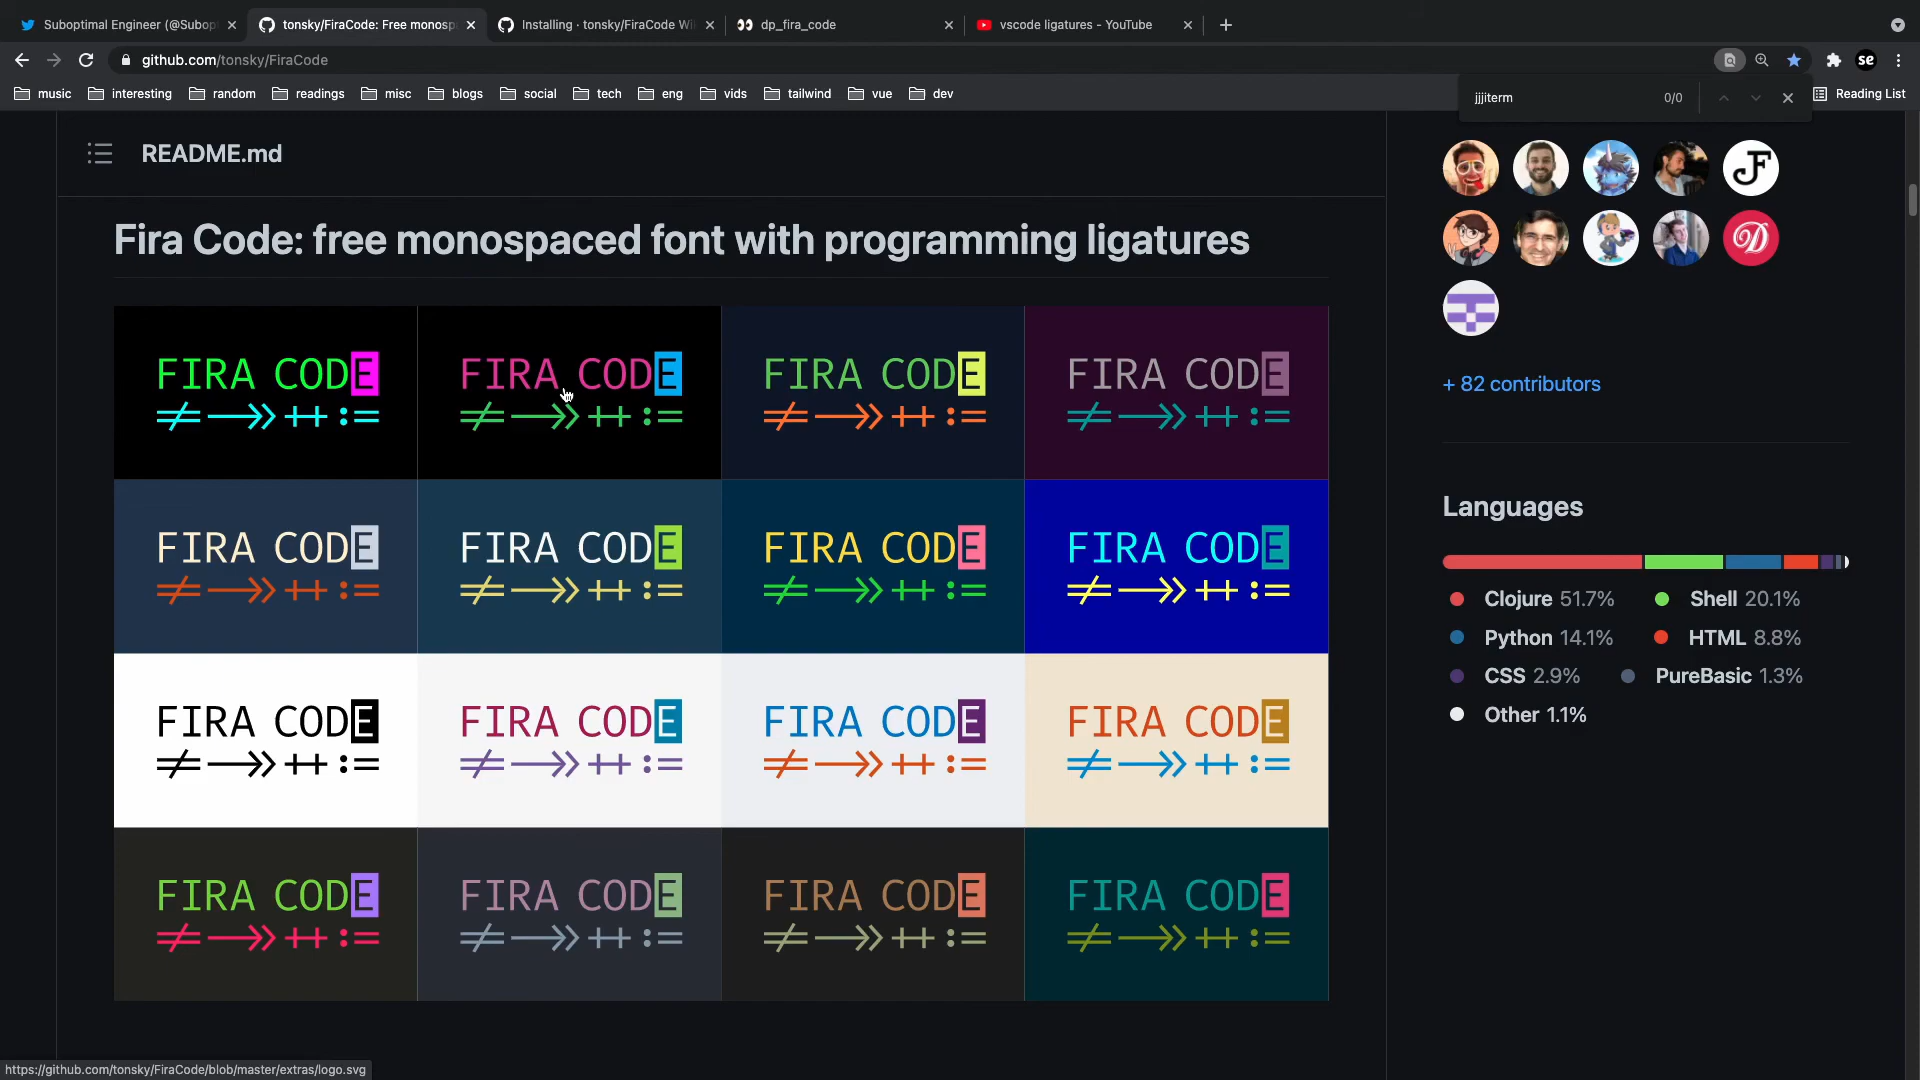 Suboptimal Engineer (@Subop
tonsky/FiraCode: Free monosp
Installing · tonsky/FiraCode Wi
dp_fira_code
vscode ligatures - YouTube
github.com/tonsky/FiraCode
se
music
interesting
random
readings
misc
blogs
social
tech
eng
vids
tailwind
vue
dev
jjjiterm
0/0
Reading List
README.md
Fira Code: free monospaced font with programming ligatures
FIRA CODE
≠ →» ++ :=
FIRA CODE
≠ →» ++ :=
FIRA CODE
≠ →» ++ :=
FIRA CODE
≠ →» ++ :=
FIRA CODE
≠ →» ++ :=
FIRA CODE
≠ →» ++ :=
FIRA CODE
≠ →» ++ :=
FIRA CODE
≠ →» ++ :=
FIRA CODE
≠ →» ++ :=
FIRA CODE
≠ →» ++ :=
FIRA CODE
≠ →» ++ :=
FIRA CODE
≠ →» ++ :=
FIRA CODE
≠ →» ++ :=
FIRA CODE
≠ →» ++ :=
FIRA CODE
≠ →» ++ :=
FIRA CODE
≠ →» ++ :=
+ 82 contributors
Languages
Clojure 51.7%
Shell 20.1%
Python 14.1%
HTML 8.8%
CSS 2.9%
PureBasic 1.3%
Other 1.1%
https://github.com/tonsky/FiraCode/blob/master/extras/logo.svg